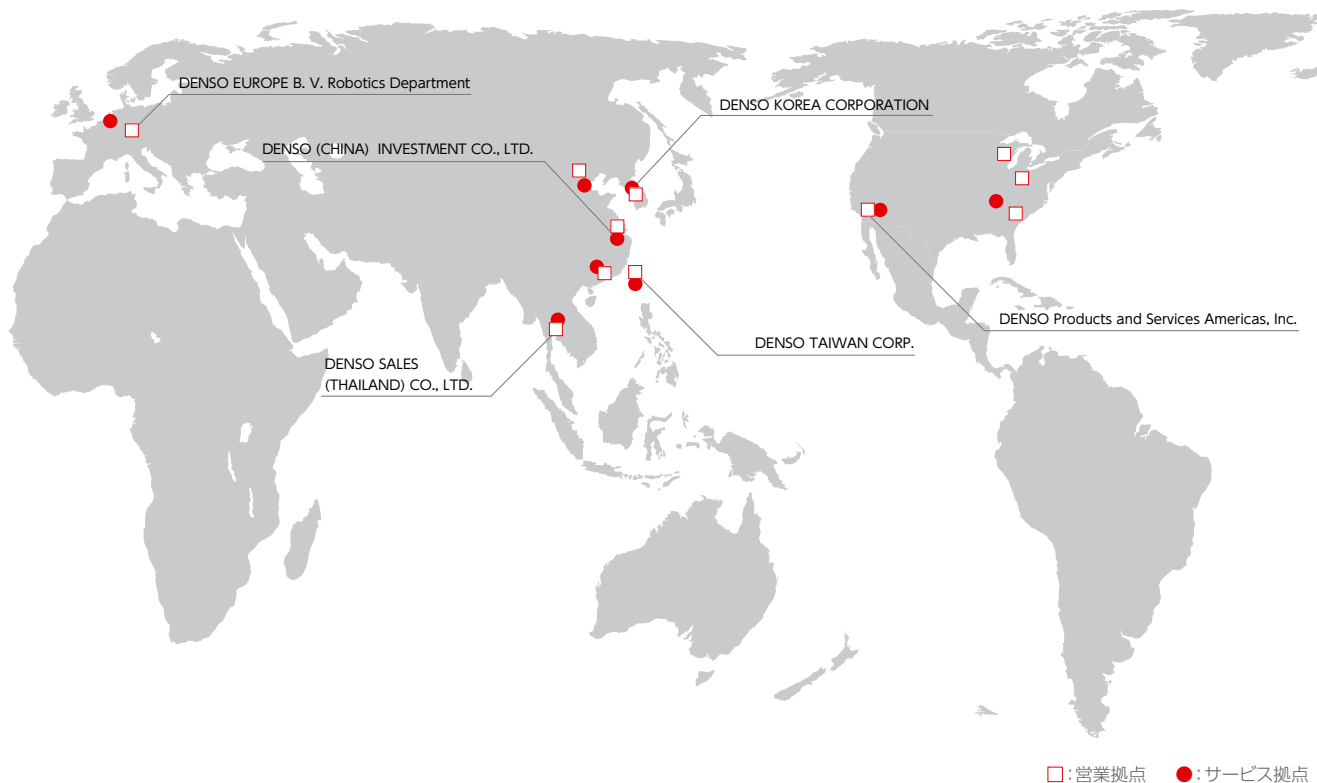 DENSO EUROPE B. V. Robotics Department
DENSO KOREA CORPORATION
DENSO (CHINA) INVESTMENT CO., LTD.
DENSO Products and Services Americas, Inc.
DENSO TAIWAN CORP.
DENSO SALES
(THAILAND) CO., LTD.
□:営業拠点 ●:サービス拠点